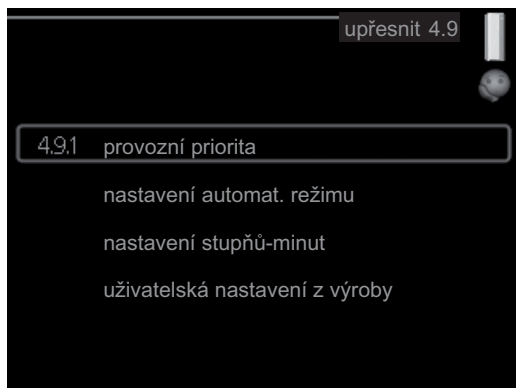 upřesnit 4.9
4.9.1 provozní priorita
nastavení automat. režimu
nastavení stupňů-minut
uživatelská nastavení z výroby